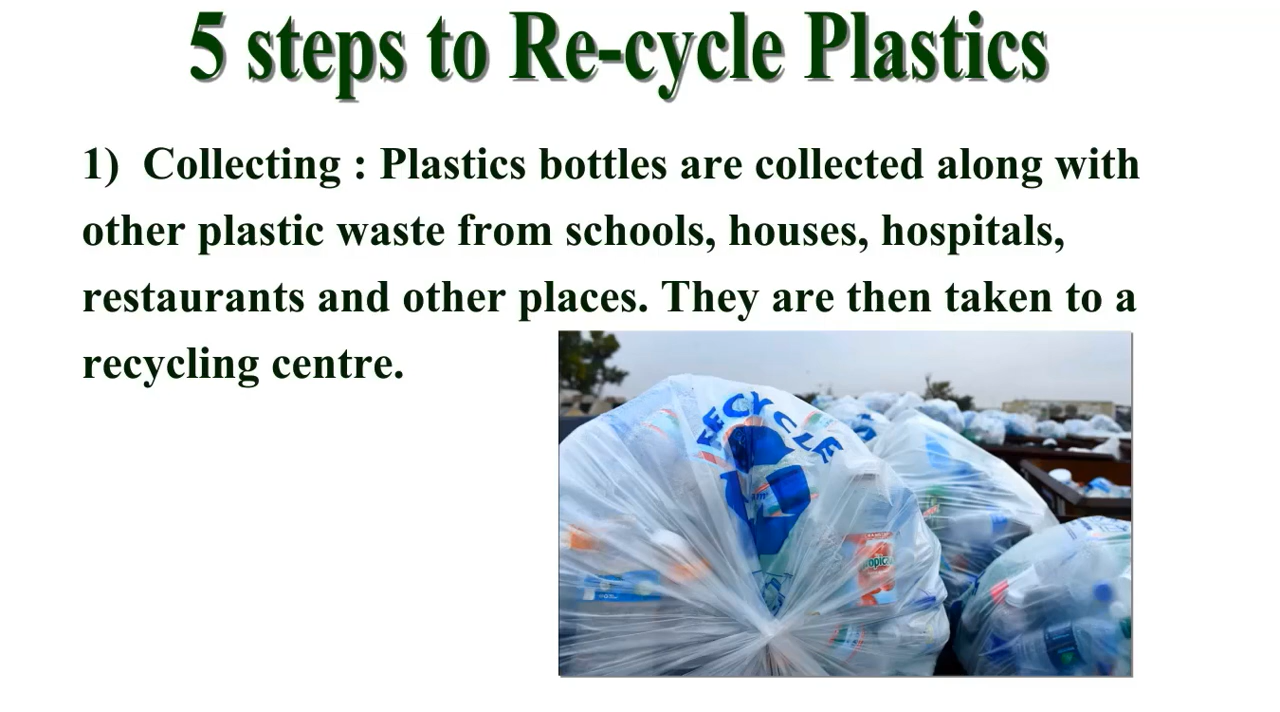 5 steps to Re-cycle Plastics
1) Collecting : Plastics bottles are collected along with
other plastic waste from schools, houses, hospitals,
restaurants and other places. They are then taken to a
recycling centre.
RECYCLE